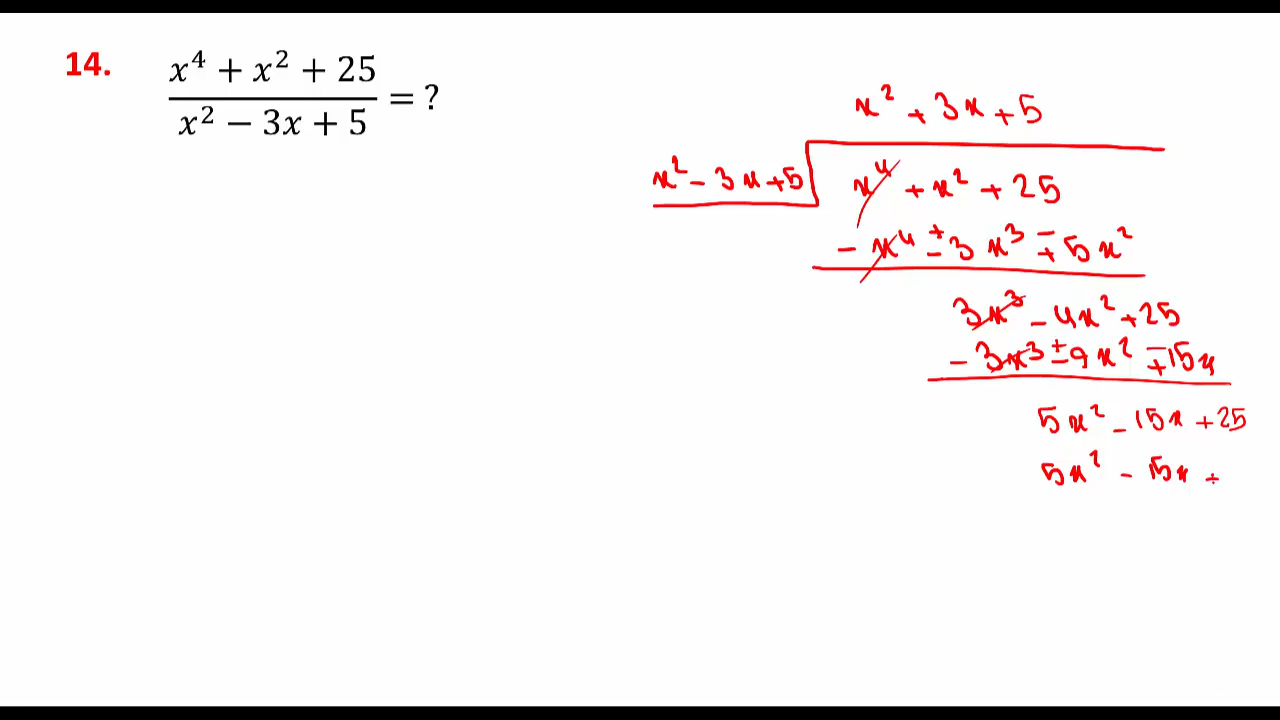 14. x⁴ + x² + 25
= ?
x² − 3x + 5
x² + 3x + 5
x² − 3x + 5
x⁴ + x² + 25
− x⁴ ± 3x³ ∓ 5x²
3x³ − 4x² + 25
− 3x³ ± 9x² ∓ 15x
5x² − 15x + 25
5x² − 15x +